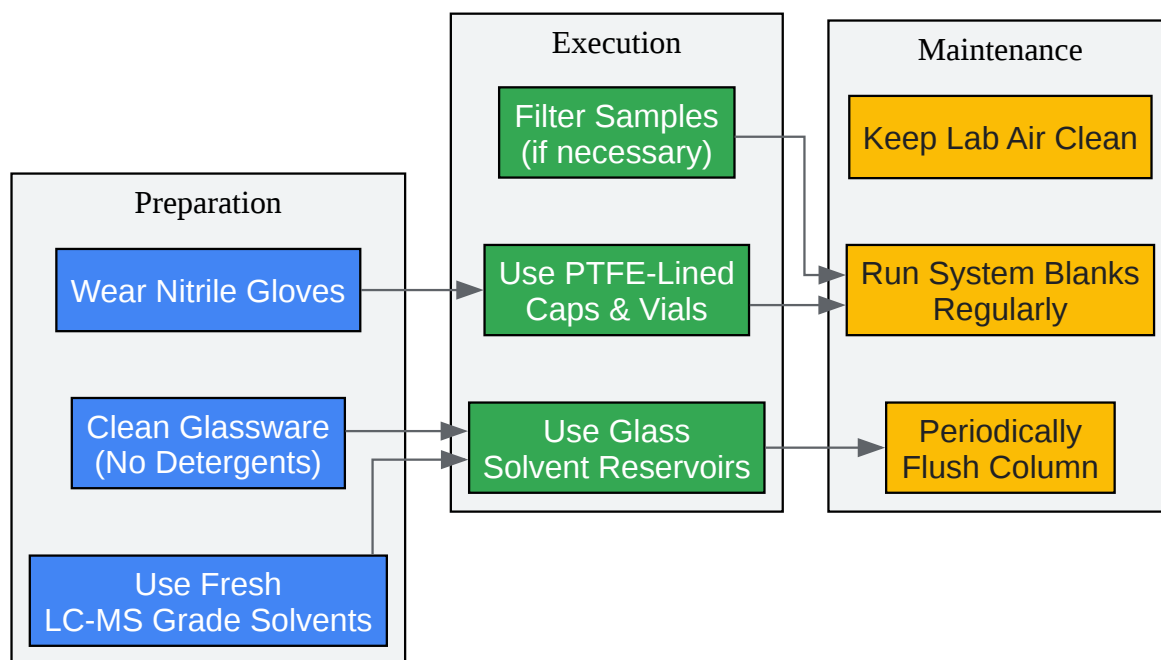 Preparation
Wear Nitrile Gloves
Clean Glassware
(No Detergents)
Use Fresh
LC-MS Grade Solvents
Execution
Filter Samples
(if necessary)
Use PTFE-Lined
Caps & Vials
Use Glass
Solvent Reservoirs
Maintenance
Keep Lab Air Clean
Run System Blanks
Regularly
Periodically
Flush Column